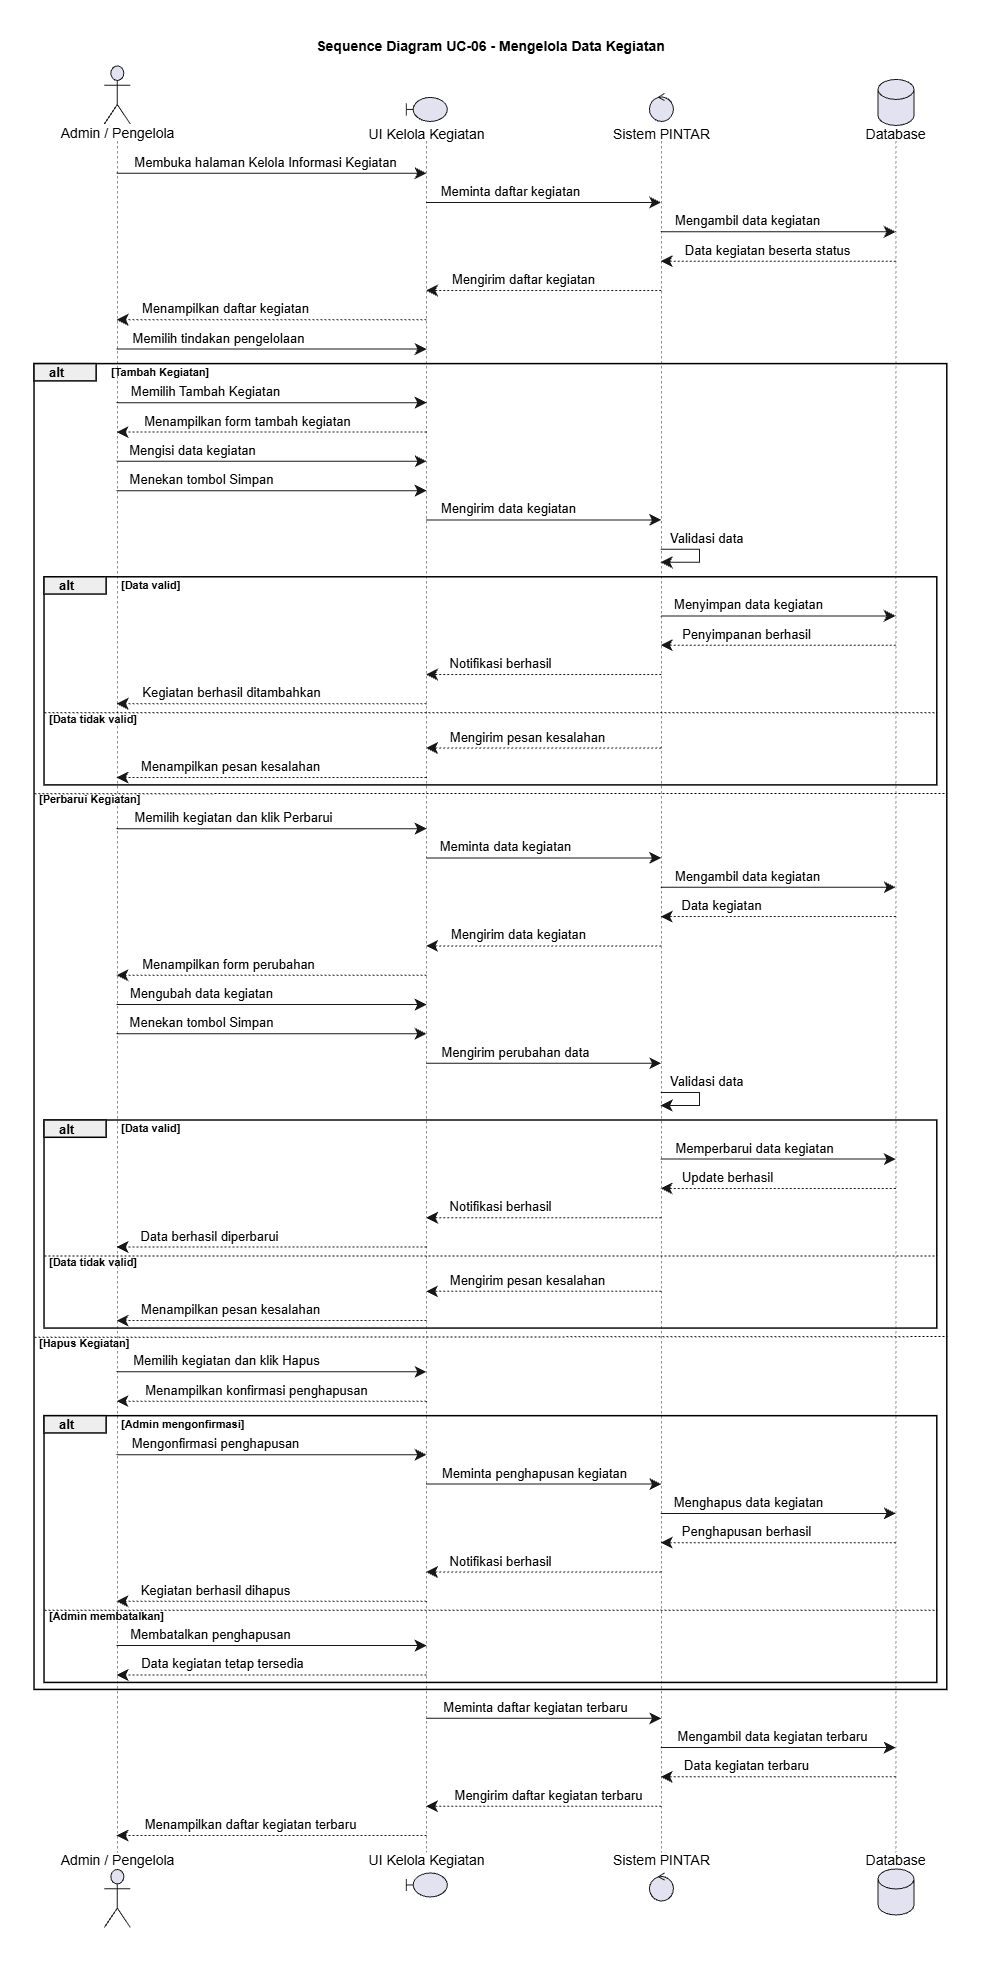 Sequence Diagram UC-06 - Mengelola Data Kegiatan
Admin / Pengelola
UI Kelola Kegiatan
Sistem PINTAR
Database
Membuka halaman Kelola Informasi Kegiatan
Meminta daftar kegiatan
Mengambil data kegiatan
Data kegiatan beserta status
Mengirim daftar kegiatan
Menampilkan daftar kegiatan
Memilih tindakan pengelolaan
alt
[Tambah Kegiatan]
Memilih Tambah Kegiatan
Menampilkan form tambah kegiatan
Mengisi data kegiatan
Menekan tombol Simpan
Mengirim data kegiatan
Validasi data
alt
[Data valid]
Menyimpan data kegiatan
Penyimpanan berhasil
Notifikasi berhasil
Kegiatan berhasil ditambahkan
[Data tidak valid]
Mengirim pesan kesalahan
Menampilkan pesan kesalahan
[Perbarui Kegiatan]
Memilih kegiatan dan klik Perbarui
Meminta data kegiatan
Mengambil data kegiatan
Data kegiatan
Mengirim data kegiatan
Menampilkan form perubahan
Mengubah data kegiatan
Menekan tombol Simpan
Mengirim perubahan data
Validasi data
alt
[Data valid]
Memperbarui data kegiatan
Update berhasil
Notifikasi berhasil
Data berhasil diperbarui
[Data tidak valid]
Mengirim pesan kesalahan
Menampilkan pesan kesalahan
[Hapus Kegiatan]
Memilih kegiatan dan klik Hapus
Menampilkan konfirmasi penghapusan
alt
[Admin mengonfirmasi]
Mengonfirmasi penghapusan
Meminta penghapusan kegiatan
Menghapus data kegiatan
Penghapusan berhasil
Notifikasi berhasil
Kegiatan berhasil dihapus
[Admin membatalkan]
Membatalkan penghapusan
Data kegiatan tetap tersedia
Meminta daftar kegiatan terbaru
Mengambil data kegiatan terbaru
Data kegiatan terbaru
Mengirim daftar kegiatan terbaru
Menampilkan daftar kegiatan terbaru
Admin / Pengelola
UI Kelola Kegiatan
Sistem PINTAR
Database